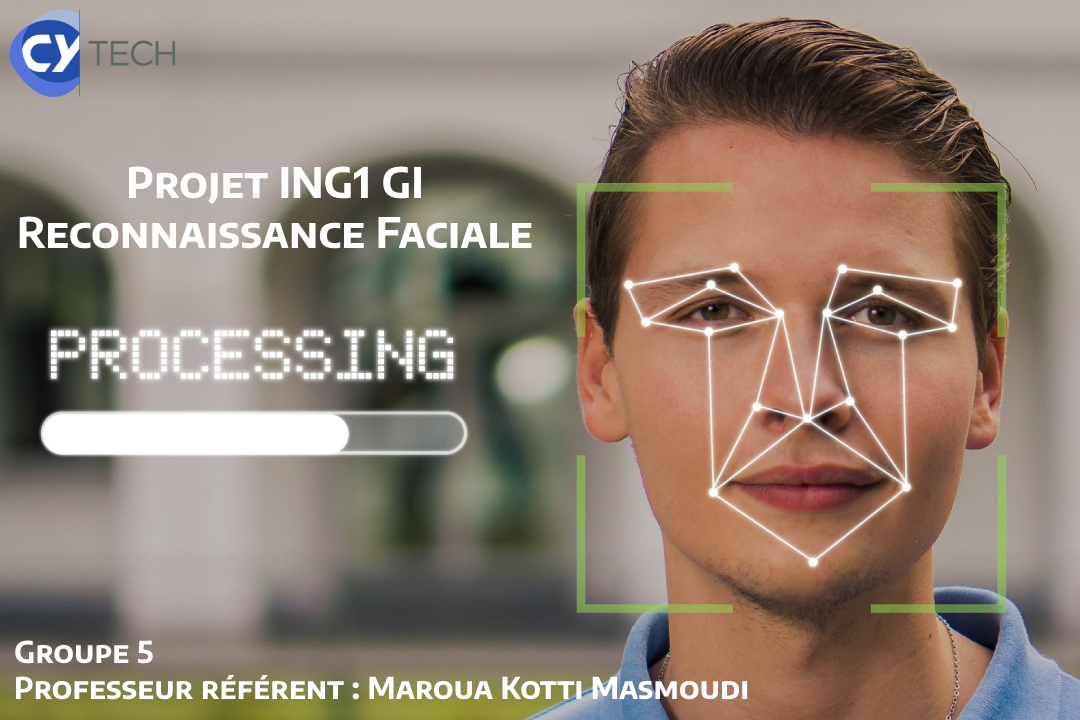 CY TECH
Projet ING1 GI
Reconnaissance Faciale
PROCESSING
Groupe 5
Professeur référent : Maroua Kotti Masmoudi